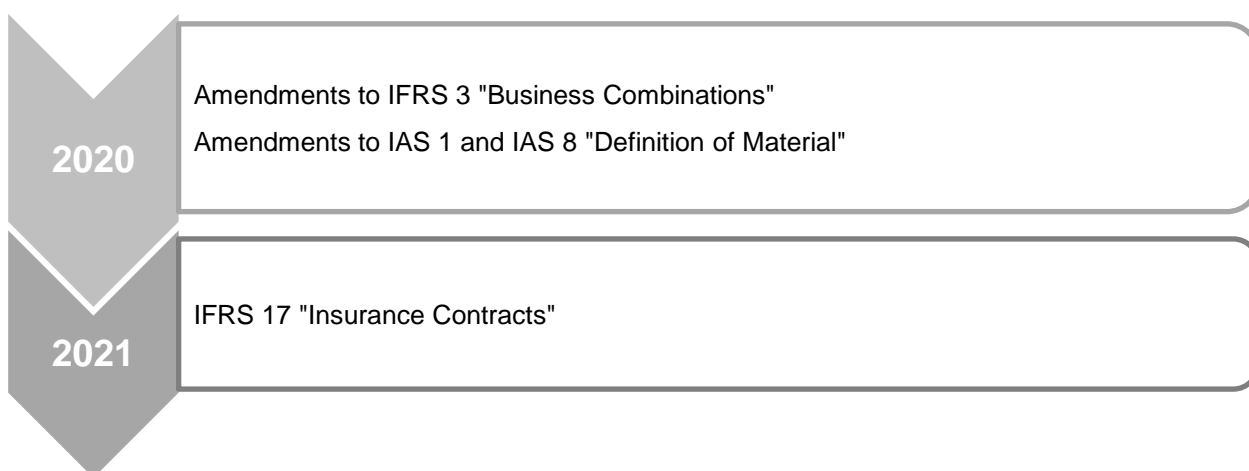 2020
Amendments to IFRS 3 "Business Combinations"
Amendments to IAS 1 and IAS 8 "Definition of Material"
2021
IFRS 17 "Insurance Contracts"